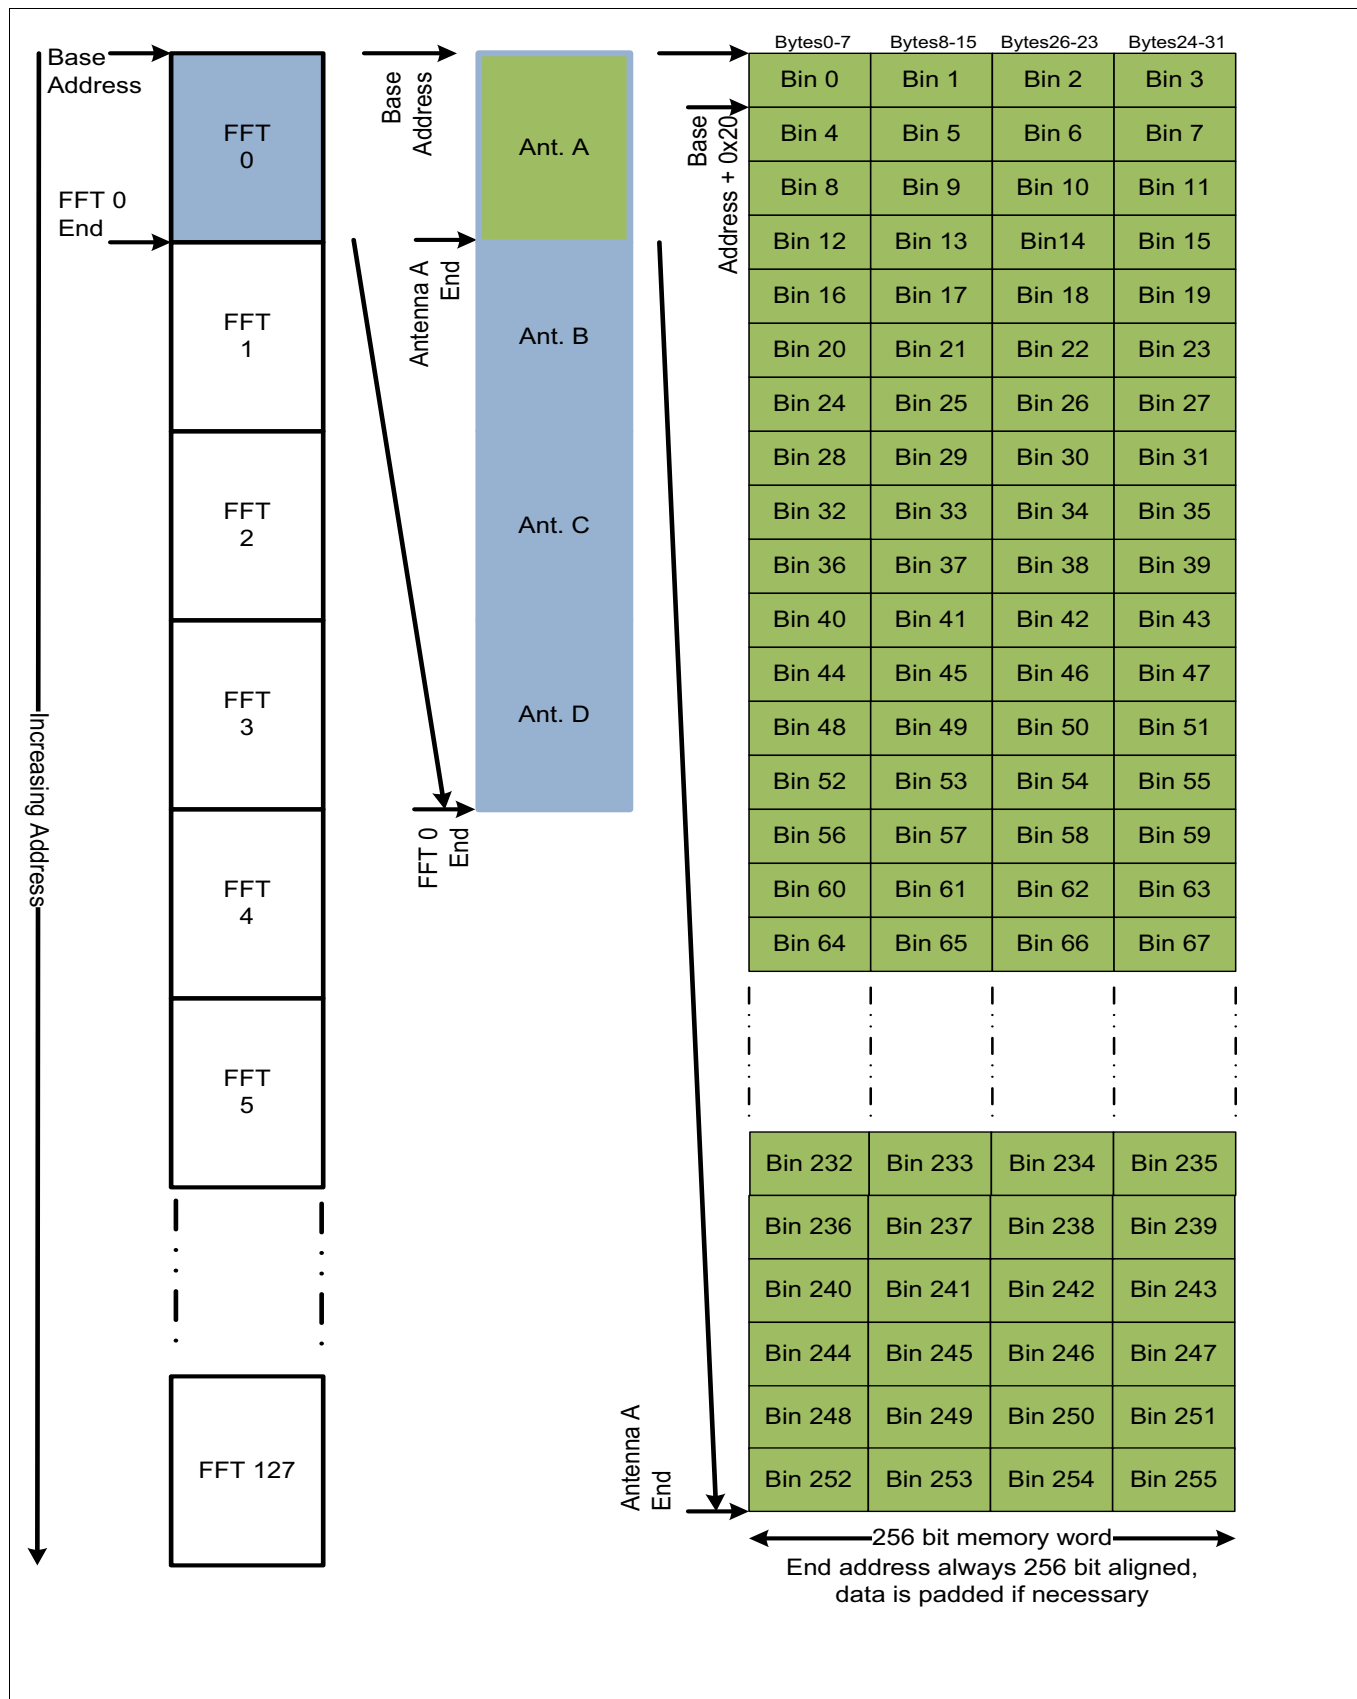 Base
Address
FFT 0
End
Increasing Address
FFT
0
FFT
1
FFT
2
FFT
3
FFT
4
FFT
5
FFT 127
Base
Address
Antenna A
End
FFT 0
End
Ant. A
Ant. B
Ant. C
Ant. D
Base
Address + 0x20
Antenna A
End
Bytes0-7 Bytes8-15 Bytes26-23 Bytes24-31
Bin 0 Bin 1 Bin 2 Bin 3
Bin 4 Bin 5 Bin 6 Bin 7
Bin 8 Bin 9 Bin 10 Bin 11
Bin 12 Bin 13 Bin14 Bin 15
Bin 16 Bin 17 Bin 18 Bin 19
Bin 20 Bin 21 Bin 22 Bin 23
Bin 24 Bin 25 Bin 26 Bin 27
Bin 28 Bin 29 Bin 30 Bin 31
Bin 32 Bin 33 Bin 34 Bin 35
Bin 36 Bin 37 Bin 38 Bin 39
Bin 40 Bin 41 Bin 42 Bin 43
Bin 44 Bin 45 Bin 46 Bin 47
Bin 48 Bin 49 Bin 50 Bin 51
Bin 52 Bin 53 Bin 54 Bin 55
Bin 56 Bin 57 Bin 58 Bin 59
Bin 60 Bin 61 Bin 62 Bin 63
Bin 64 Bin 65 Bin 66 Bin 67
Bin 232 Bin 233 Bin 234 Bin 235
Bin 236 Bin 237 Bin 238 Bin 239
Bin 240 Bin 241 Bin 242 Bin 243
Bin 244 Bin 245 Bin 246 Bin 247
Bin 248 Bin 249 Bin 250 Bin 251
Bin 252 Bin 253 Bin 254 Bin 255
256 bit memory word
End address always 256 bit aligned,
data is padded if necessary